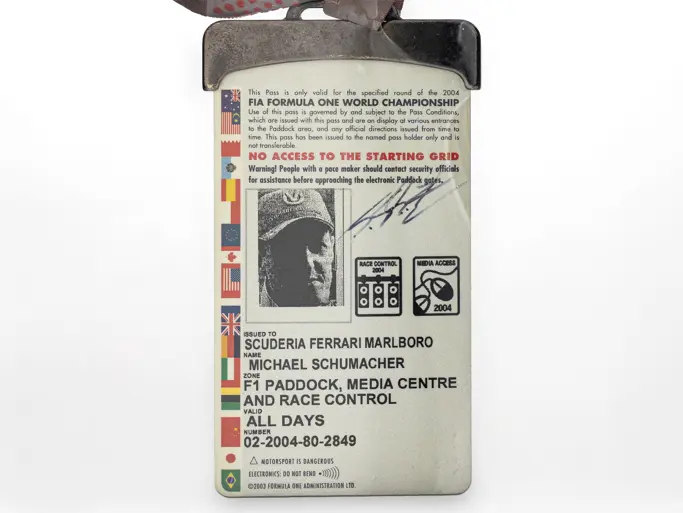 This Pass is only valid for the specified round of the 2004
FIA FORMULA ONE WORLD CHAMPIONSHIP
Use of this pass is governed by and subject to the Pass Conditions,
which are issued with this pass and are on display at various entrances
to the Paddock area, and any official directions issued from time to
time. This pass has been issued to the named pass holder only and is
not transferable
NO ACCESS TO THE STARTING GRID
Warning! People with a pace maker should contact security officials
for assistance before approaching the electronic Paddock gates.
RACE CONTROL
2004
MEDIA ACCESS
2004
ISSUED TO
SCUDERIA FERRARI MARLBORO
NAME
MICHAEL SCHUMACHER
ZONE
F1 PADDOCK, MEDIA CENTRE
AND RACE CONTROL
VALID
ALL DAYS
NUMBER
02-2004-80-2849
MOTORSPORT IS DANGEROUS
ELECTRONICS: DO NOT BEND
©2003 FORMULA ONE ADMINISTRATION LTD.